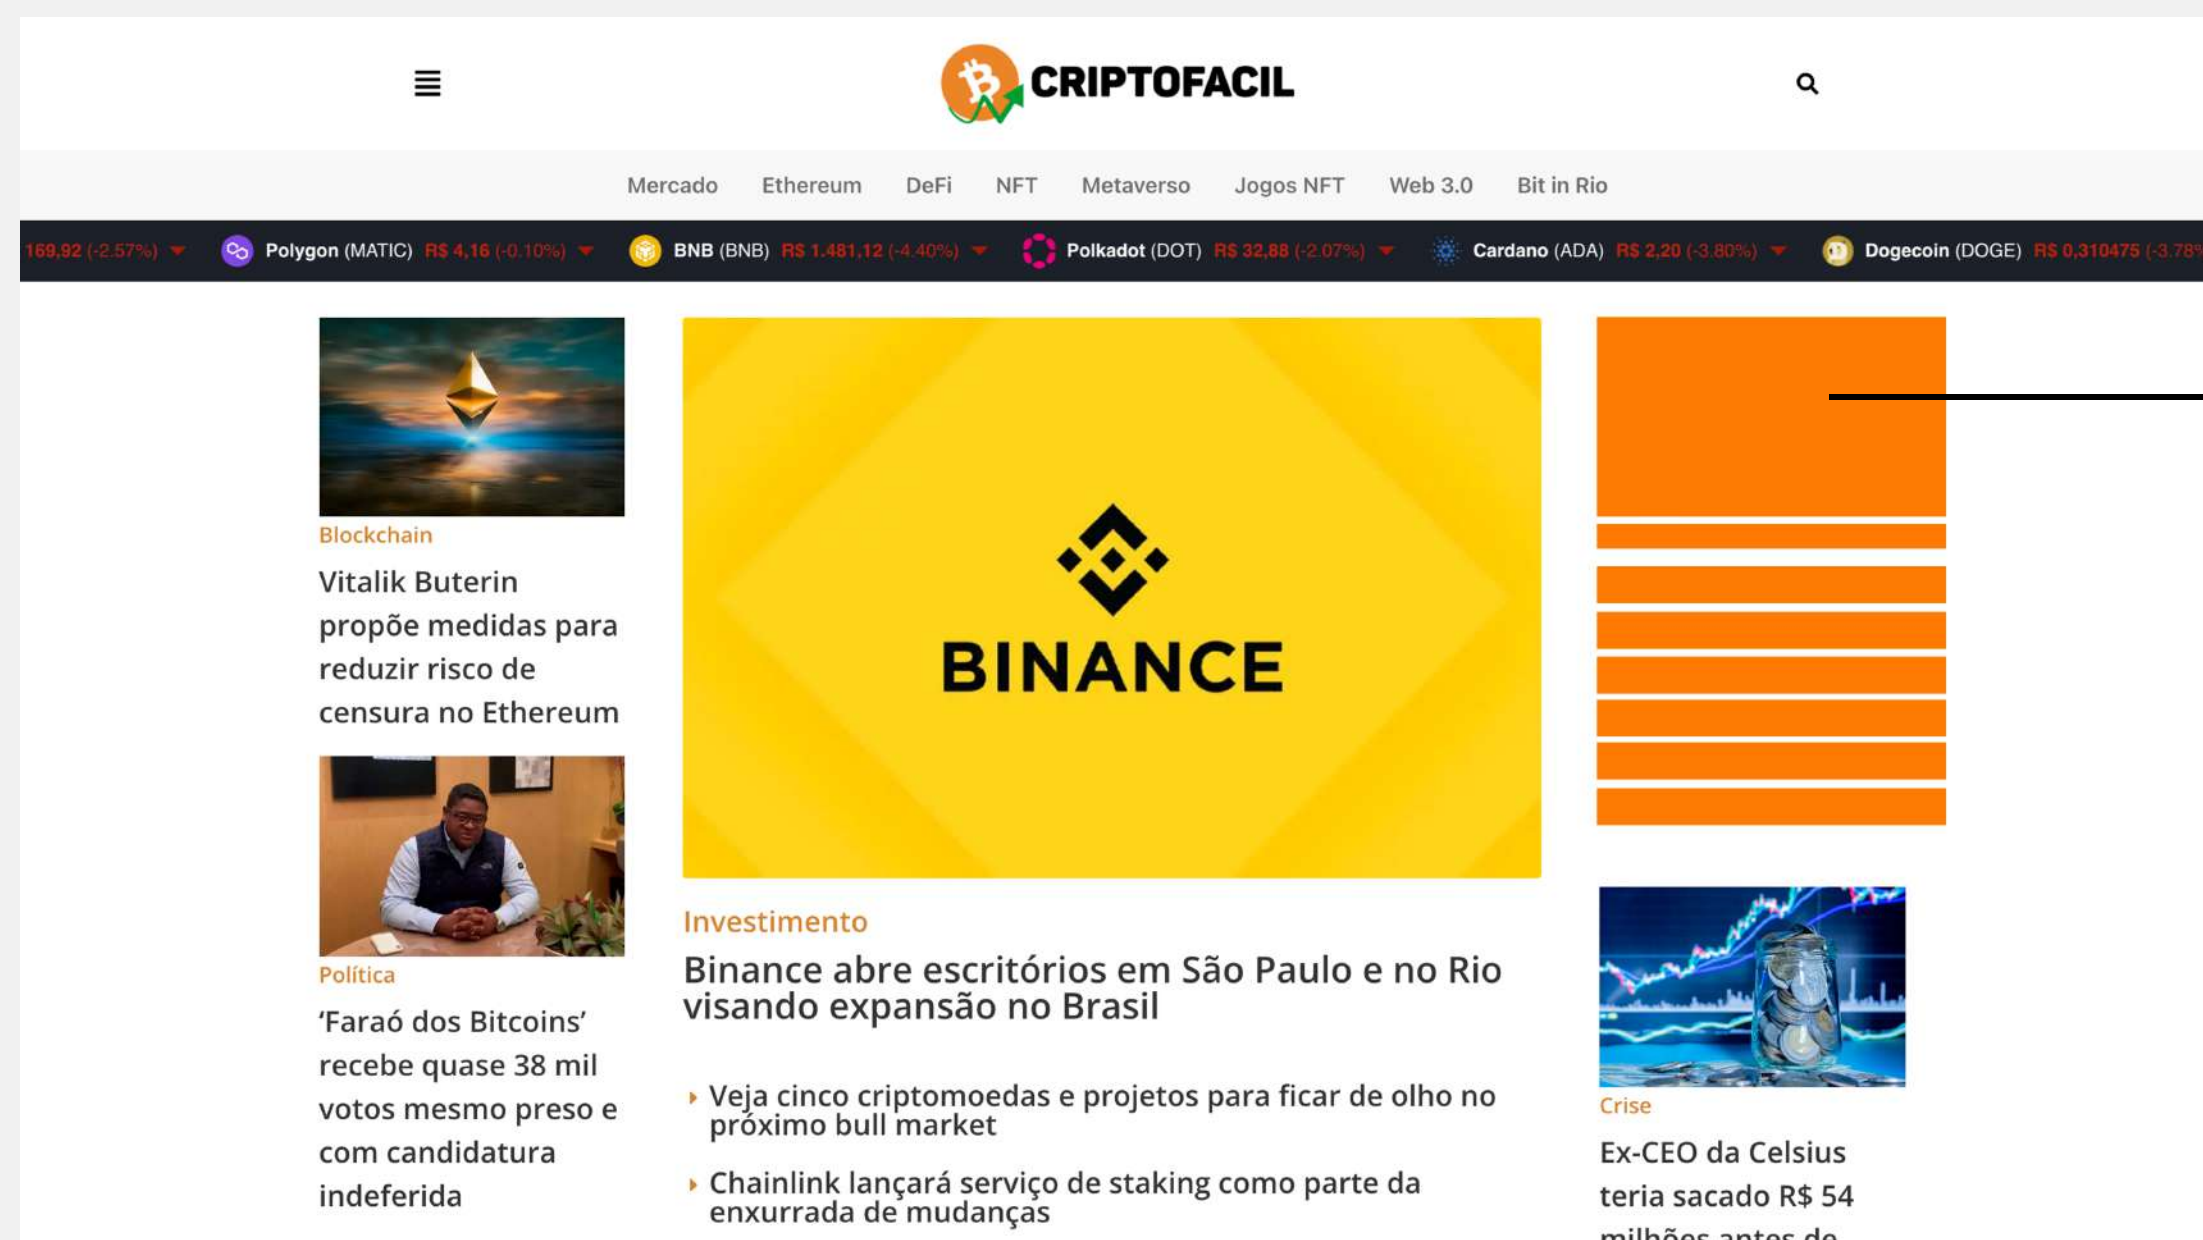 CRIPTOFACIL
Mercado Ethereum DeFi NFT Metaverso Jogos NFT Web 3.0 Bit in Rio
169,92 (-2.57%) Polygon (MATIC) R$ 4,16 (-0.10%) BNB (BNB) R$ 1.481,12 (-4.40%) Polkadot (DOT) R$ 32,88 (-2.07%) Cardano (ADA) R$ 2,20 (-3.80%) Dogecoin (DOGE) R$ 0,310475 (-3.78%
Blockchain
Vitalik Buterin
propõe medidas para
reduzir risco de
censura no Ethereum
Política
‘Faraó dos Bitcoins’
recebe quase 38 mil
votos mesmo preso e
com candidatura
indeferida
BINANCE
Investimento
Binance abre escritórios em São Paulo e no Rio
visando expansão no Brasil
Veja cinco criptomoedas e projetos para ficar de olho no
próximo bull market
Chainlink lançará serviço de staking como parte da
enxurrada de mudanças
Crise
Ex-CEO da Celsius
teria sacado R$ 54
milhões antes de